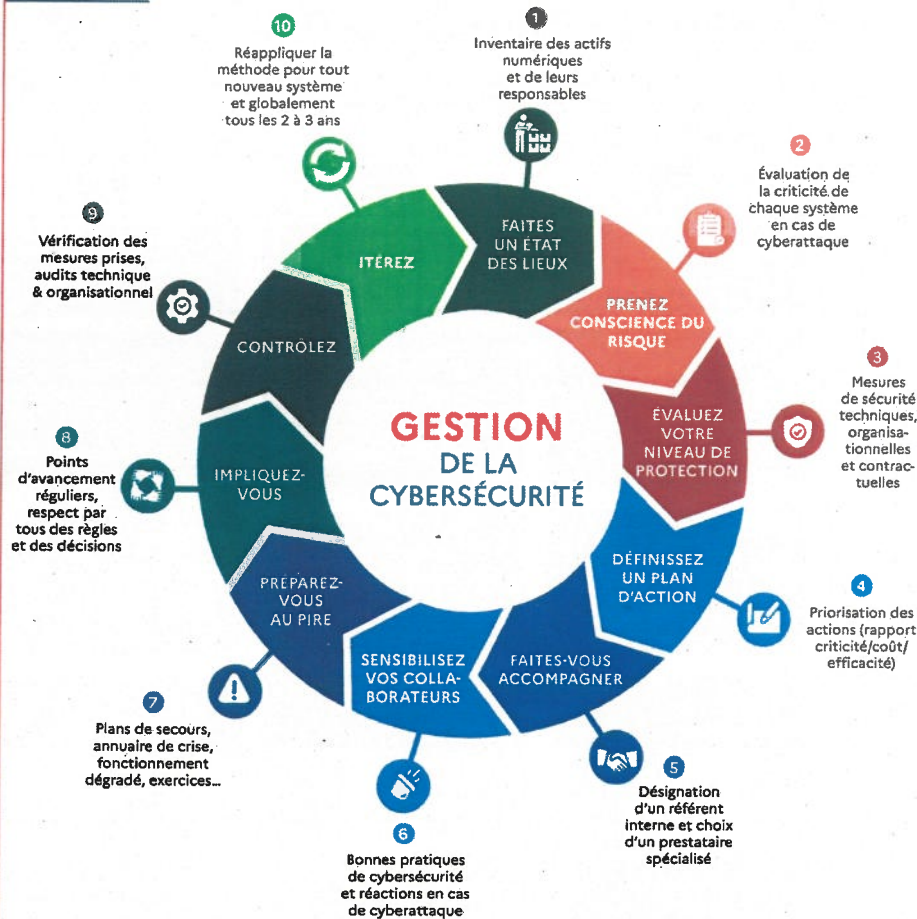 GESTION
DE LA
CYBERSÉCURITÉ
1
Inventaire des actifs
numériques
et de leurs
responsables
FAITES
UN ÉTAT
DES LIEUX
2
Évaluation de
la criticité de
chaque système
en cas de
cyberattaque
PRENEZ
CONSCIENCE DU
RISQUE
3
Mesures
de sécurité
techniques,
organisa-
tionnelles
et contrac-
tuelles
ÉVALUEZ
VOTRE
NIVEAU DE
PROTECTION
4
Priorisation des
actions (rapport
criticité/coût/
efficacité)
DÉFINISSEZ
UN PLAN
D'ACTION
5
Désignation
d'un référent
interne et choix
d'un prestataire
spécialisé
FAITES-VOUS
ACCOMPAGNER
6
Bonnes pratiques
de cybersécurité
et réactions en cas
de cyberattaque
SENSIBILISEZ
VOS COLLA-
BORATEURS
7
Plans de secours,
annuaire de crise,
fonctionnement
dégradé, exercices...
PRÉPAREZ-
VOUS
AU PIRE
8
Points
d'avancement
réguliers,
respect par
tous des règles
et des décisions
IMPLIQUEZ-
VOUS
9
Vérification des
mesures prises,
audits technique
& organisationnel
CONTRÔLEZ
10
Réappliquer la
méthode pour tout
nouveau système
et globalement
tous les 2 à 3 ans
ITÉREZ